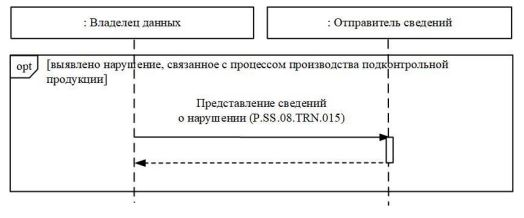 : Владелец данных
: Отправитель сведений
opt
[выявлено нарушение, связанное с процессом производства подконтрольной
продукции]
Представление сведений
о нарушении (P.SS.08.TRN.015)